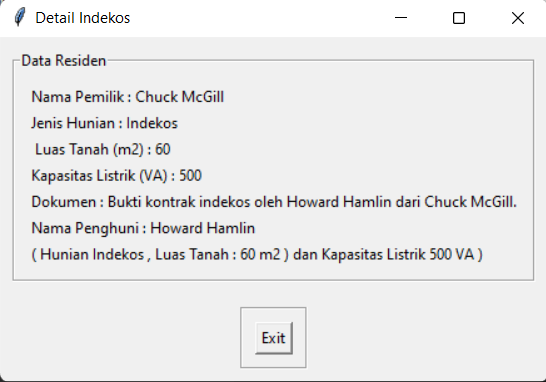 Detail Indekos
Data Residen
Nama Pemilik : Chuck McGill
Jenis Hunian : Indekos
Luas Tanah (m2) : 60
Kapasitas Listrik (VA) : 500
Dokumen : Bukti kontrak indekos oleh Howard Hamlin dari Chuck McGill.
Nama Penghuni : Howard Hamlin
( Hunian Indekos , Luas Tanah : 60 m2 ) dan Kapasitas Listrik 500 VA )
Exit